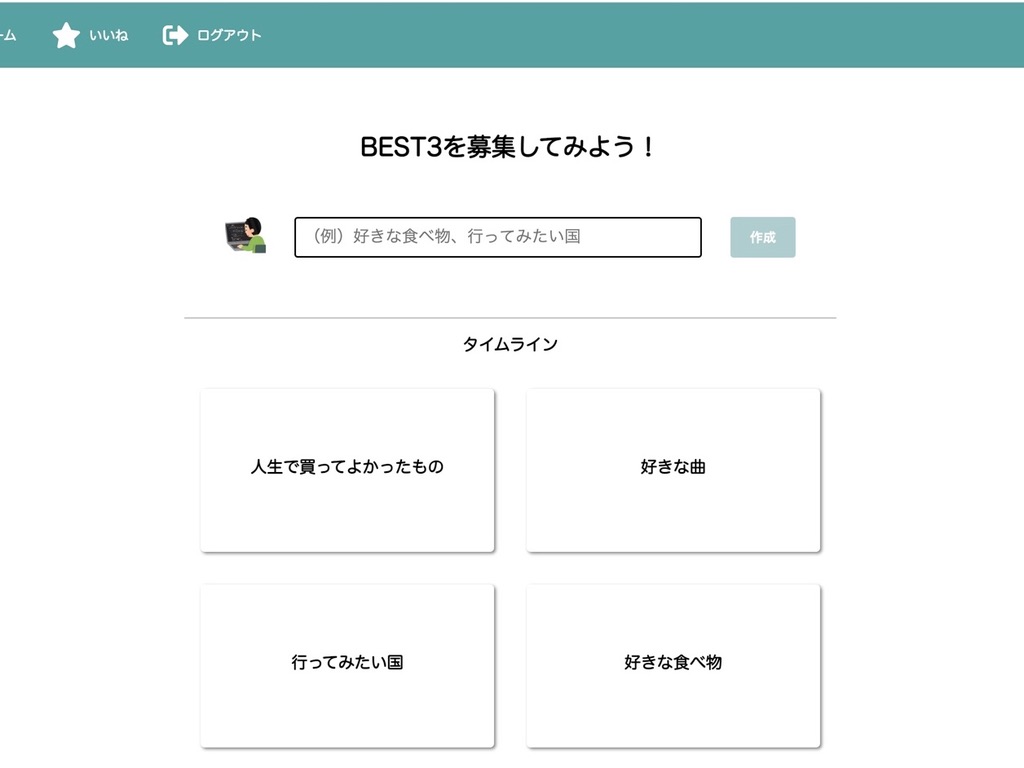 ーム
いいね
ログアウト
BEST3を募集してみよう！
（例）好きな食べ物、行ってみたい国
作成
タイムライン
人生で買ってよかったもの
好きな曲
行ってみたい国
好きな食べ物